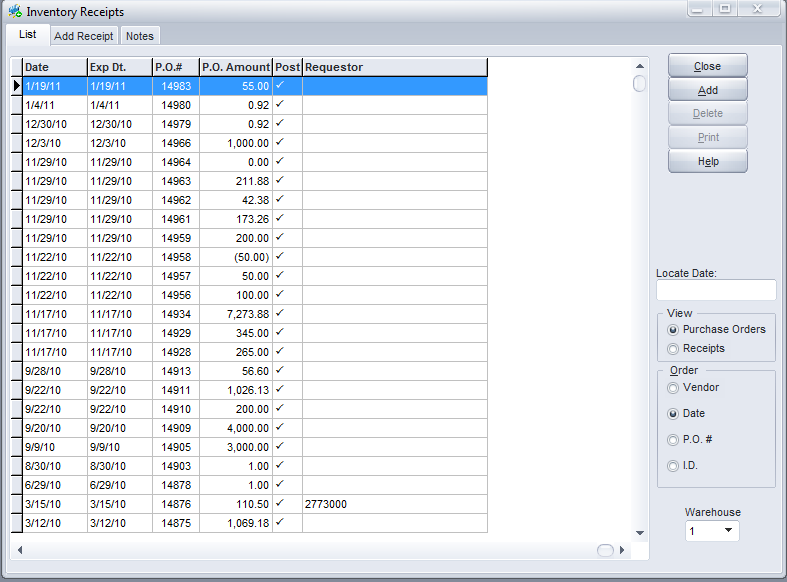 Inventory Receipts
List Add Receipt Notes
Date Exp Dt. P.O.# P.O. Amount Post Requestor
1/19/11 1/19/11 14983 55.00 ✓
1/4/11 1/4/11 14980 0.92 ✓
12/30/10 12/30/10 14979 0.92 ✓
12/3/10 12/3/10 14966 1,000.00 ✓
11/29/10 11/29/10 14964 0.00 ✓
11/29/10 11/29/10 14963 211.88 ✓
11/29/10 11/29/10 14962 42.38 ✓
11/29/10 11/29/10 14961 173.26 ✓
11/29/10 11/29/10 14959 200.00 ✓
11/22/10 11/22/10 14958 (50.00) ✓
11/22/10 11/22/10 14957 50.00 ✓
11/22/10 11/22/10 14956 100.00 ✓
11/17/10 11/17/10 14934 7,273.88 ✓
11/17/10 11/17/10 14929 345.00 ✓
11/17/10 11/17/10 14928 265.00 ✓
9/28/10 9/28/10 14913 56.60 ✓
9/22/10 9/22/10 14911 1,026.13 ✓
9/22/10 9/22/10 14910 200.00 ✓
9/20/10 9/20/10 14909 4,000.00 ✓
9/9/10 9/9/10 14905 3,000.00 ✓
8/30/10 8/30/10 14903 1.00 ✓
6/29/10 6/29/10 14878 1.00 ✓
3/15/10 3/15/10 14876 110.50 ✓ 2773000
3/12/10 3/12/10 14875 1,069.18 ✓
Close
Add
Delete
Print
Help
Locate Date:
View
Purchase Orders
Receipts
Order
Vendor
Date
P.O. #
I.D.
Warehouse
1